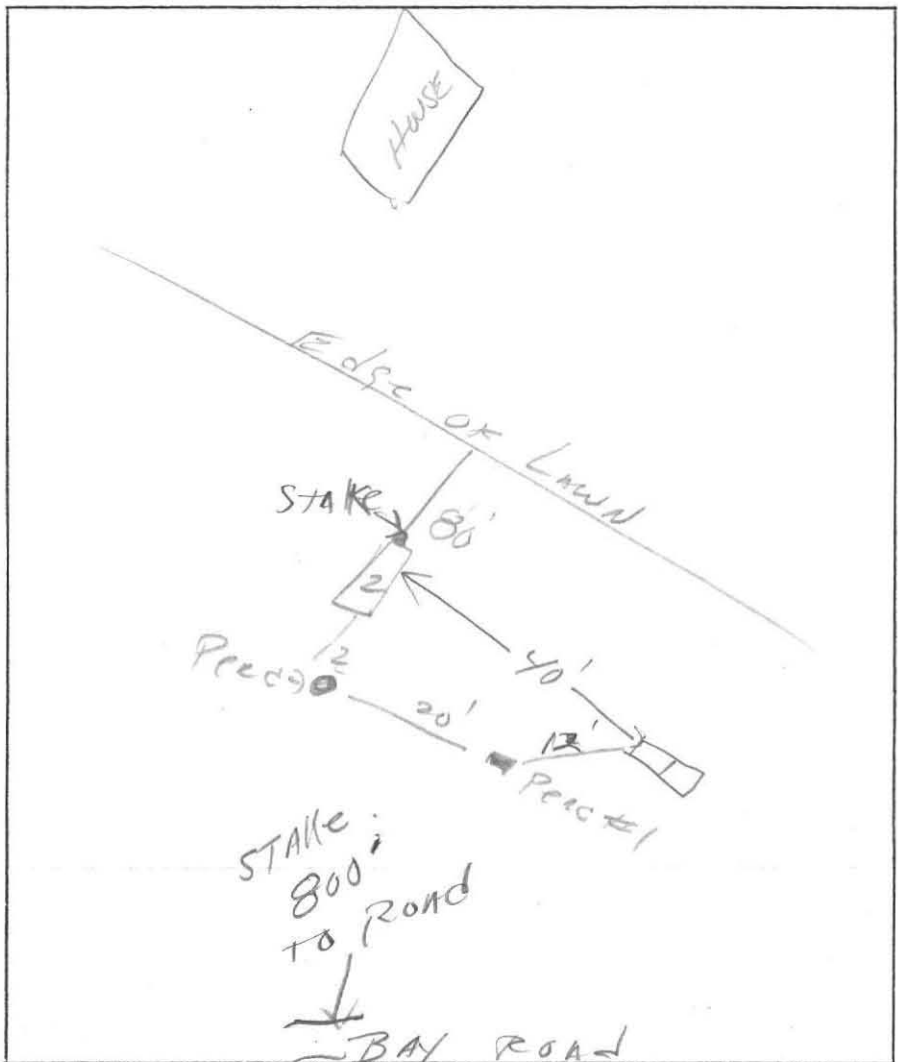 HOUSE
Edge OF LAWN
STAKE
80'
2
40'
Perc 2
2
20'
12'
Perc #1
STAKE
800'
TO ROAD
BAY ROAD